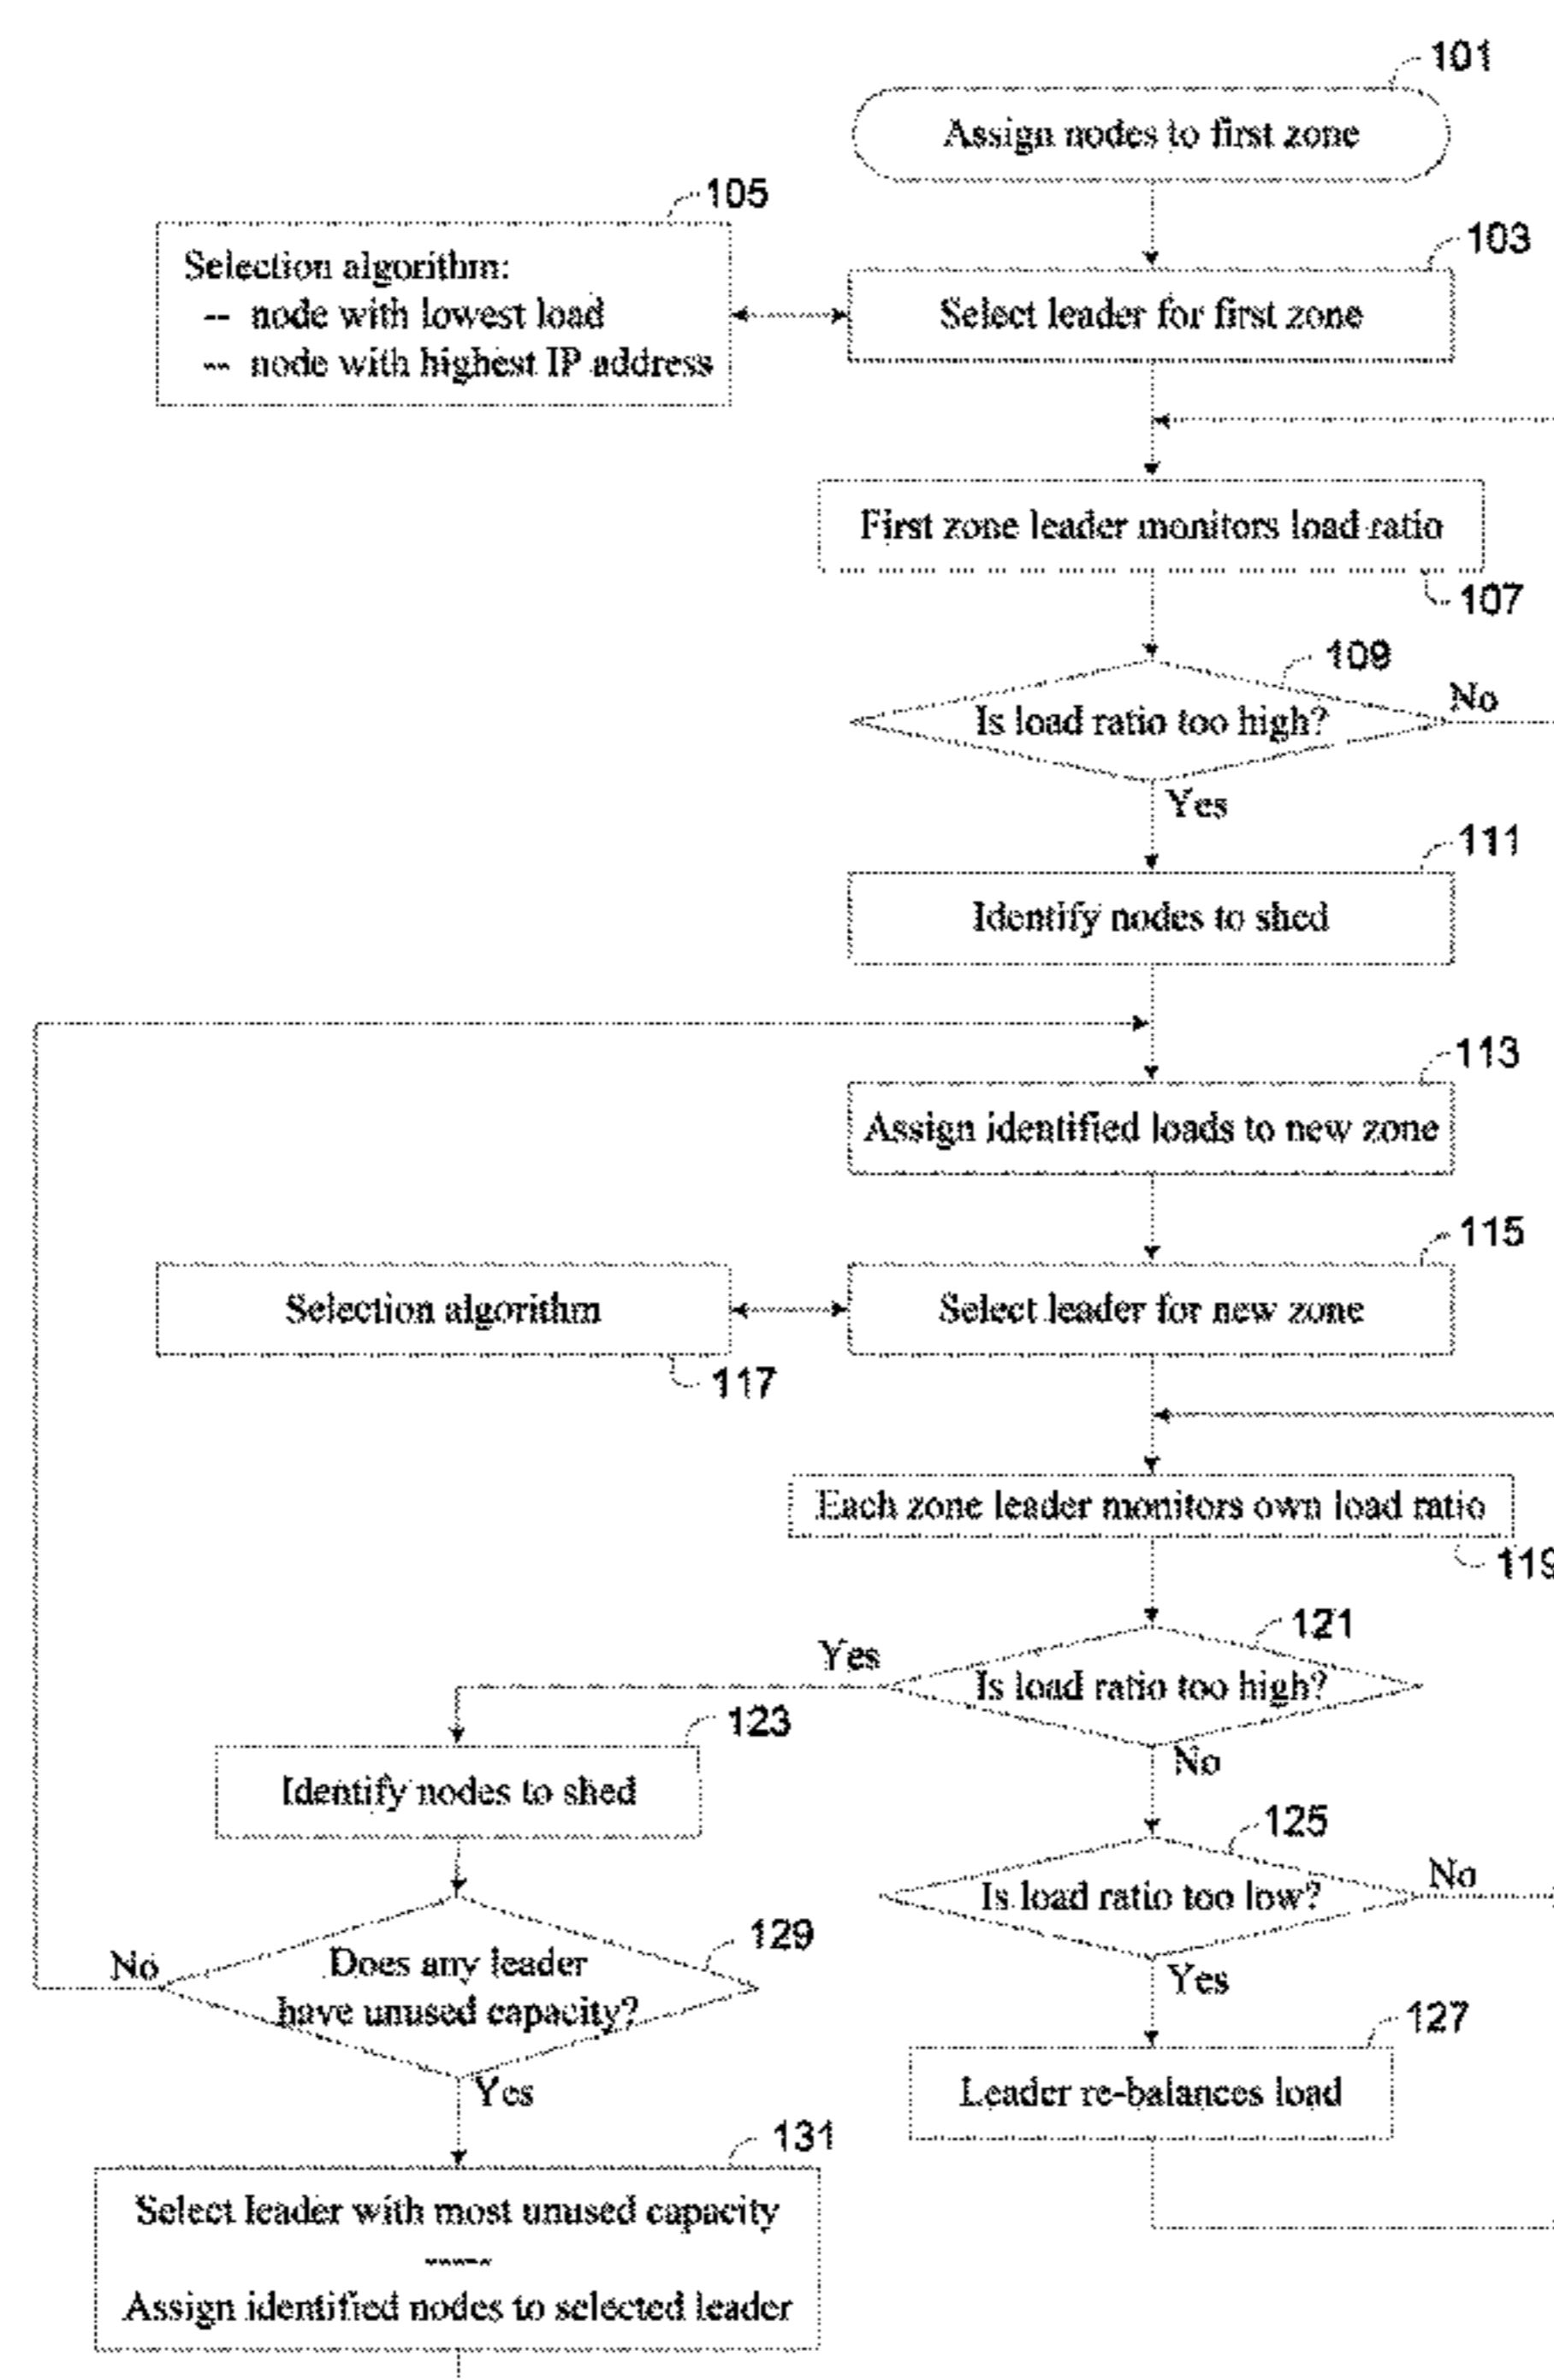 101
Assign nodes to first zone
105
Selection algorithm:
-- node with lowest load
-- node with highest IP address
103
Select leader for first zone
First zone leader monitors load ratio
107
109
Is load ratio too high?
No
Yes
111
Identify nodes to shed
113
Assign identified loads to new zone
115
Selection algorithm
Select leader for new zone
117
Each zone leader monitors own load ratio
119
121
Yes
Is load ratio too high?
No
123
Identify nodes to shed
125
Is load ratio too low?
No
Yes
129
No
Does any leader
have unused capacity?
Yes
127
Leader re-balances load
131
Select leader with most unused capacity
-----
Assign identified nodes to selected leader